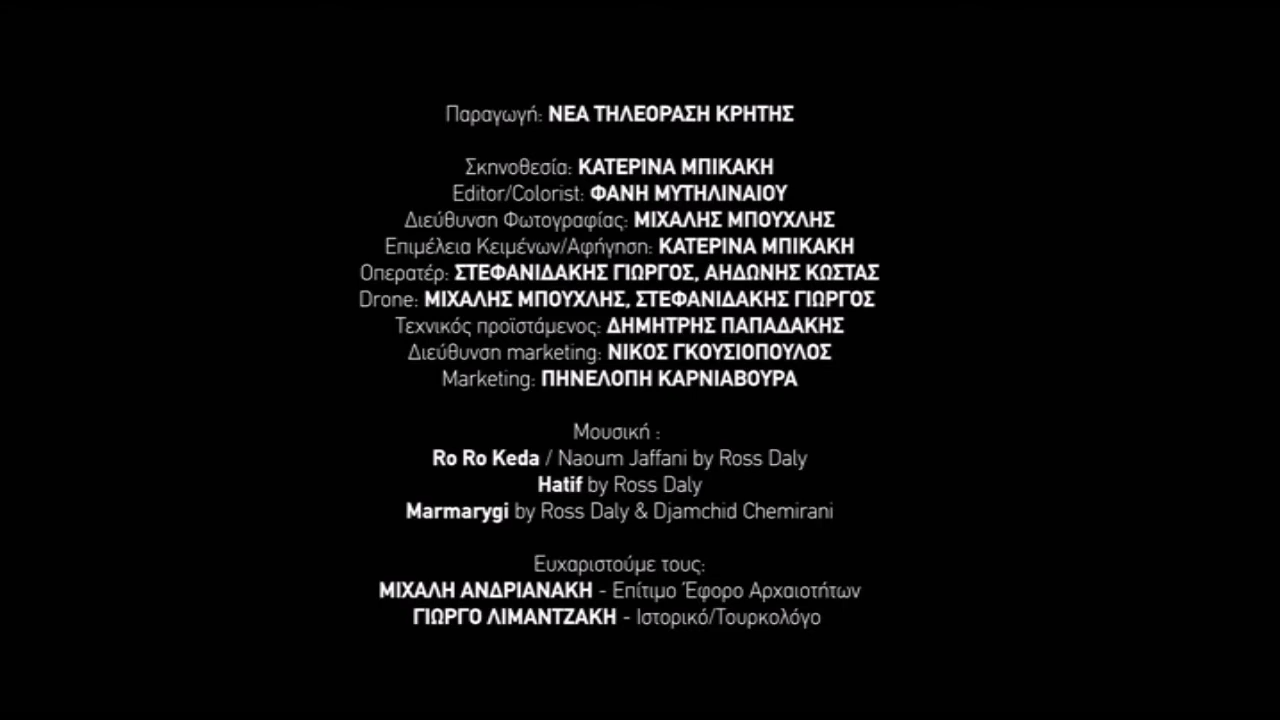 Παραγωγή: ΝΕΑ ΤΗΛΕΟΡΑΣΗ ΚΡΗΤΗΣ
Σκηνοθεσία: ΚΑΤΕΡΙΝΑ ΜΠΙΚΑΚΗ
Editor/Colorist: ΦΑΝΗ ΜΥΤΗΛΙΝΑΙΟΥ
Διεύθυνση Φωτογραφίας: ΜΙΧΑΛΗΣ ΜΠΟΥΧΛΗΣ
Επιμέλεια Κειμένων/Αφήγηση: ΚΑΤΕΡΙΝΑ ΜΠΙΚΑΚΗ
Οπερατέρ: ΣΤΕΦΑΝΙΔΑΚΗΣ ΓΙΩΡΓΟΣ, ΑΗΔΩΝΗΣ ΚΩΣΤΑΣ
Drone: ΜΙΧΑΛΗΣ ΜΠΟΥΧΛΗΣ, ΣΤΕΦΑΝΙΔΑΚΗΣ ΓΙΩΡΓΟΣ
Τεχνικός προϊστάμενος: ΔΗΜΗΤΡΗΣ ΠΑΠΑΔΑΚΗΣ
Διεύθυνση marketing: ΝΙΚΟΣ ΓΚΟΥΣΙΟΠΟΥΛΟΣ
Marketing: ΠΗΝΕΛΟΠΗ ΚΑΡΝΙΑΒΟΥΡΑ
Μουσική :
Ro Ro Keda / Naoum Jaffani by Ross Daly
Hatif by Ross Daly
Marmarygi by Ross Daly & Djamchid Chemirani
Ευχαριστούμε τους:
ΜΙΧΑΛΗ ΑΝΔΡΙΑΝΑΚΗ - Επίτιμο Έφορο Αρχαιοτήτων
ΓΙΩΡΓΟ ΛΙΜΑΝΤΖΑΚΗ - Ιστορικό/Τουρκολόγο